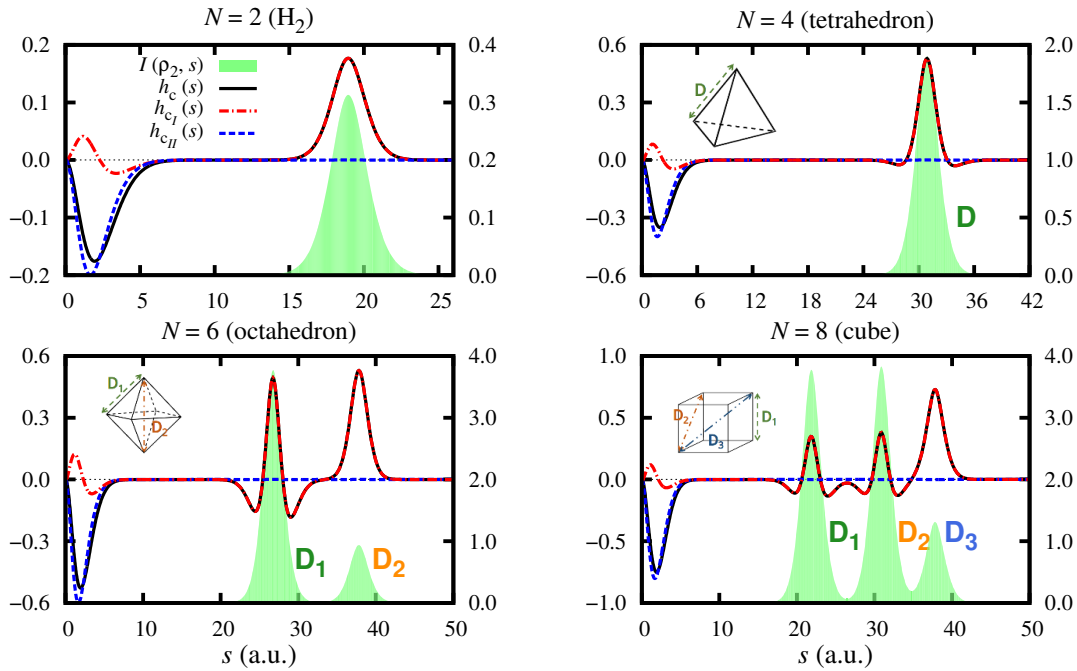 N = 2 (H₂)
0.2
0.1
0.0
−0.1
−0.2
0.4
0.3
0.2
0.1
0.0
I (ρ₂, s)
h_c (s)
h_{c_I} (s)
h_{c_{II}} (s)
0 5 10 15 20 25
N = 4 (tetrahedron)
0.6
0.3
0.0
−0.3
−0.6
2.0
1.5
1.0
0.5
0.0
D
D
0 6 12 18 24 30 36 42
N = 6 (octahedron)
0.6
0.3
0.0
−0.3
−0.6
4.0
3.0
2.0
1.0
0.0
D₁
D₂
D₁
D₂
0 10 20 30 40 50
s (a.u.)
N = 8 (cube)
1.0
0.5
0.0
−0.5
−1.0
4.0
3.0
2.0
1.0
0.0
D₂
D₃
D₁
D₁ D₂ D₃
0 10 20 30 40 50
s (a.u.)